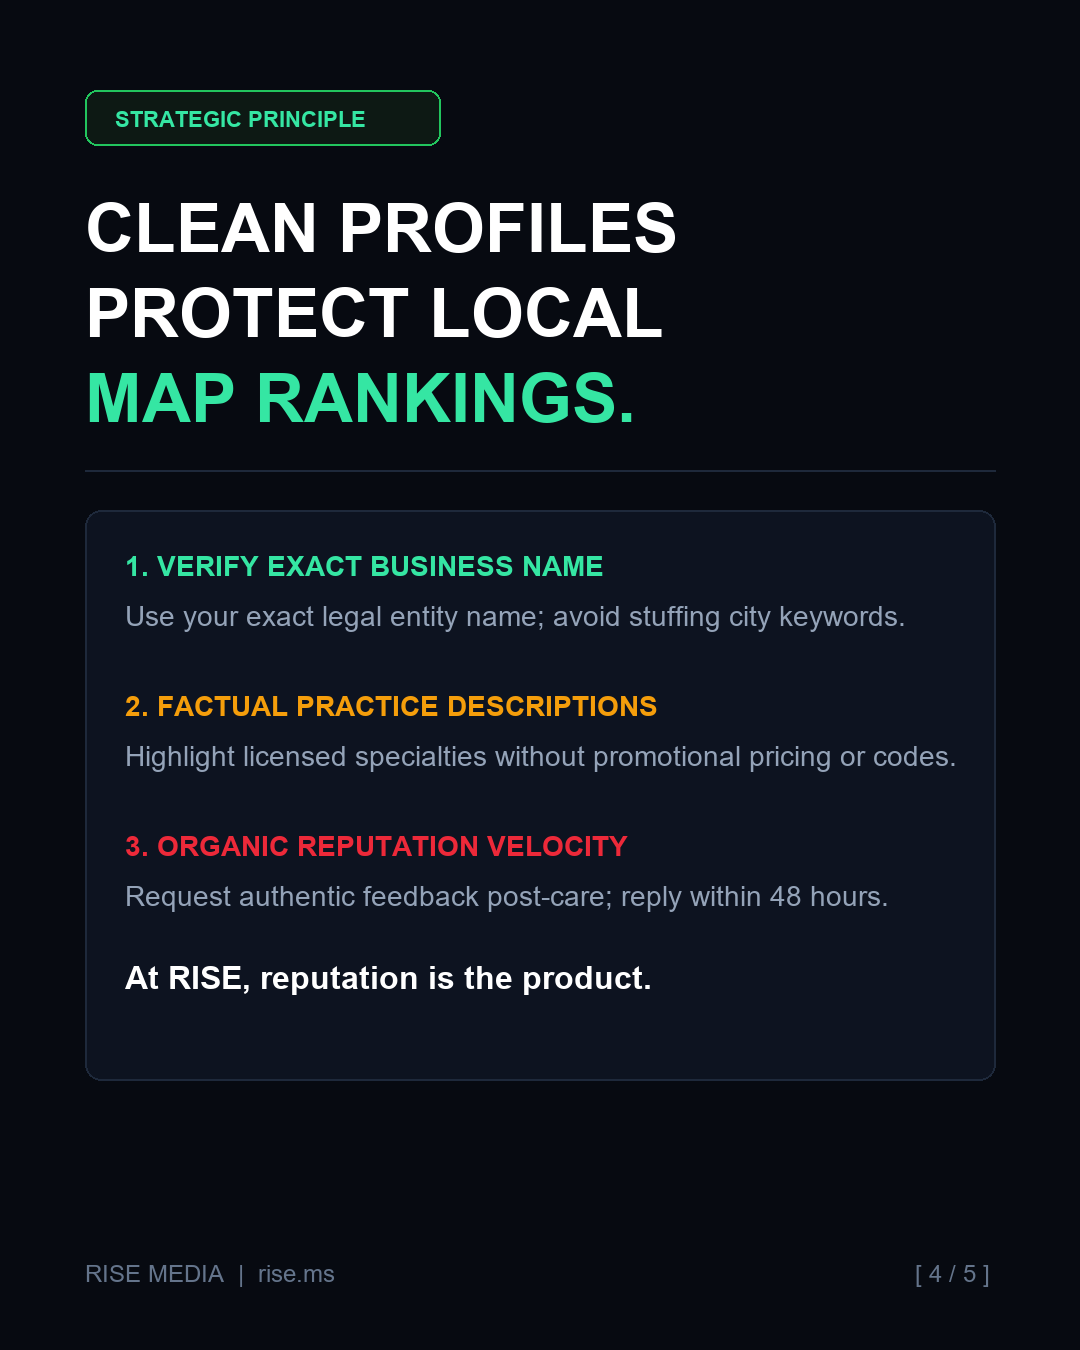 STRATEGIC PRINCIPLE
CLEAN PROFILES
PROTECT LOCAL
MAP RANKINGS.
1. VERIFY EXACT BUSINESS NAME
Use your exact legal entity name; avoid stuffing city keywords.
2. FACTUAL PRACTICE DESCRIPTIONS
Highlight licensed specialties without promotional pricing or codes.
3. ORGANIC REPUTATION VELOCITY
Request authentic feedback post-care; reply within 48 hours.
At RISE, reputation is the product.
RISE MEDIA | rise.ms
[ 4 / 5 ]